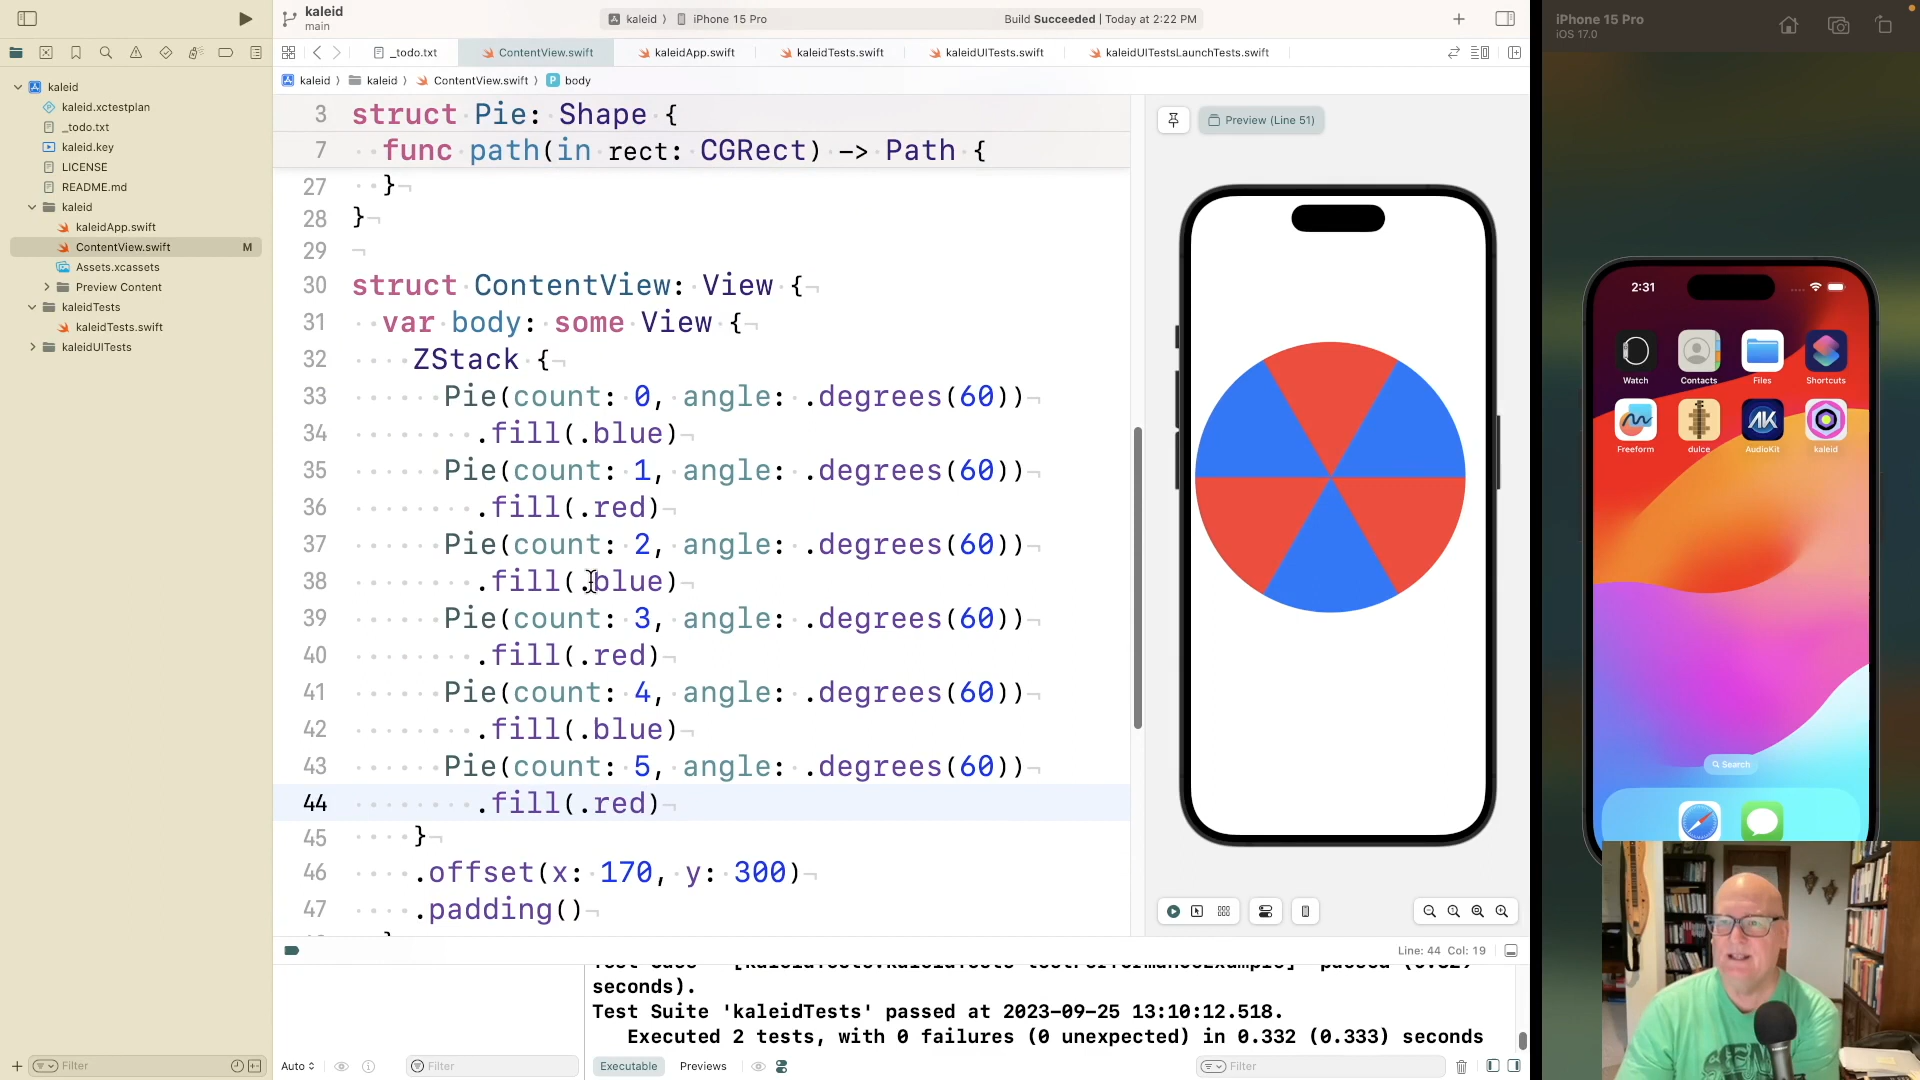 kaleid
main
kaleid 〉 iPhone 15 Pro
Build Succeeded | Today at 2:22 PM
iPhone 15 Pro
iOS 17.0
_todo.txt
ContentView.swift
kaleidApp.swift
kaleidTests.swift
kaleidUITests.swift
kaleidUITestsLaunchTests.swift
kaleid 〉 kaleid 〉 ContentView.swift 〉 P body
kaleid
kaleid.xctestplan
_todo.txt
kaleid.key
LICENSE
README.md
kaleid
kaleidApp.swift
ContentView.swift M
Assets.xcassets
Preview Content
kaleidTests
kaleidTests.swift
kaleidUITests
3 struct Pie: Shape {
7 func path(in rect: CGRect) -> Path {
27 }
28 }
29
30 struct ContentView: View {
31 var body: some View {
32 ZStack {
33 Pie(count: 0, angle: .degrees(60))
34 .fill(.blue)
35 Pie(count: 1, angle: .degrees(60))
36 .fill(.red)
37 Pie(count: 2, angle: .degrees(60))
38 .fill(.blue)
39 Pie(count: 3, angle: .degrees(60))
40 .fill(.red)
41 Pie(count: 4, angle: .degrees(60))
42 .fill(.blue)
43 Pie(count: 5, angle: .degrees(60))
44 .fill(.red)
45 }
46 .offset(x: 170, y: 300)
47 .padding()
Preview (Line 51)
2:31
Watch
Contacts
Files
Shortcuts
Freeform
dulce
AK
AudioKit
kaleid
Search
Line: 44 Col: 19
seconds).
Test Suite 'kaleidTests' passed at 2023-09-25 13:10:12.518.
Executed 2 tests, with 0 failures (0 unexpected) in 0.332 (0.333) seconds
Filter
Auto
Filter
Executable
Previews
Filter